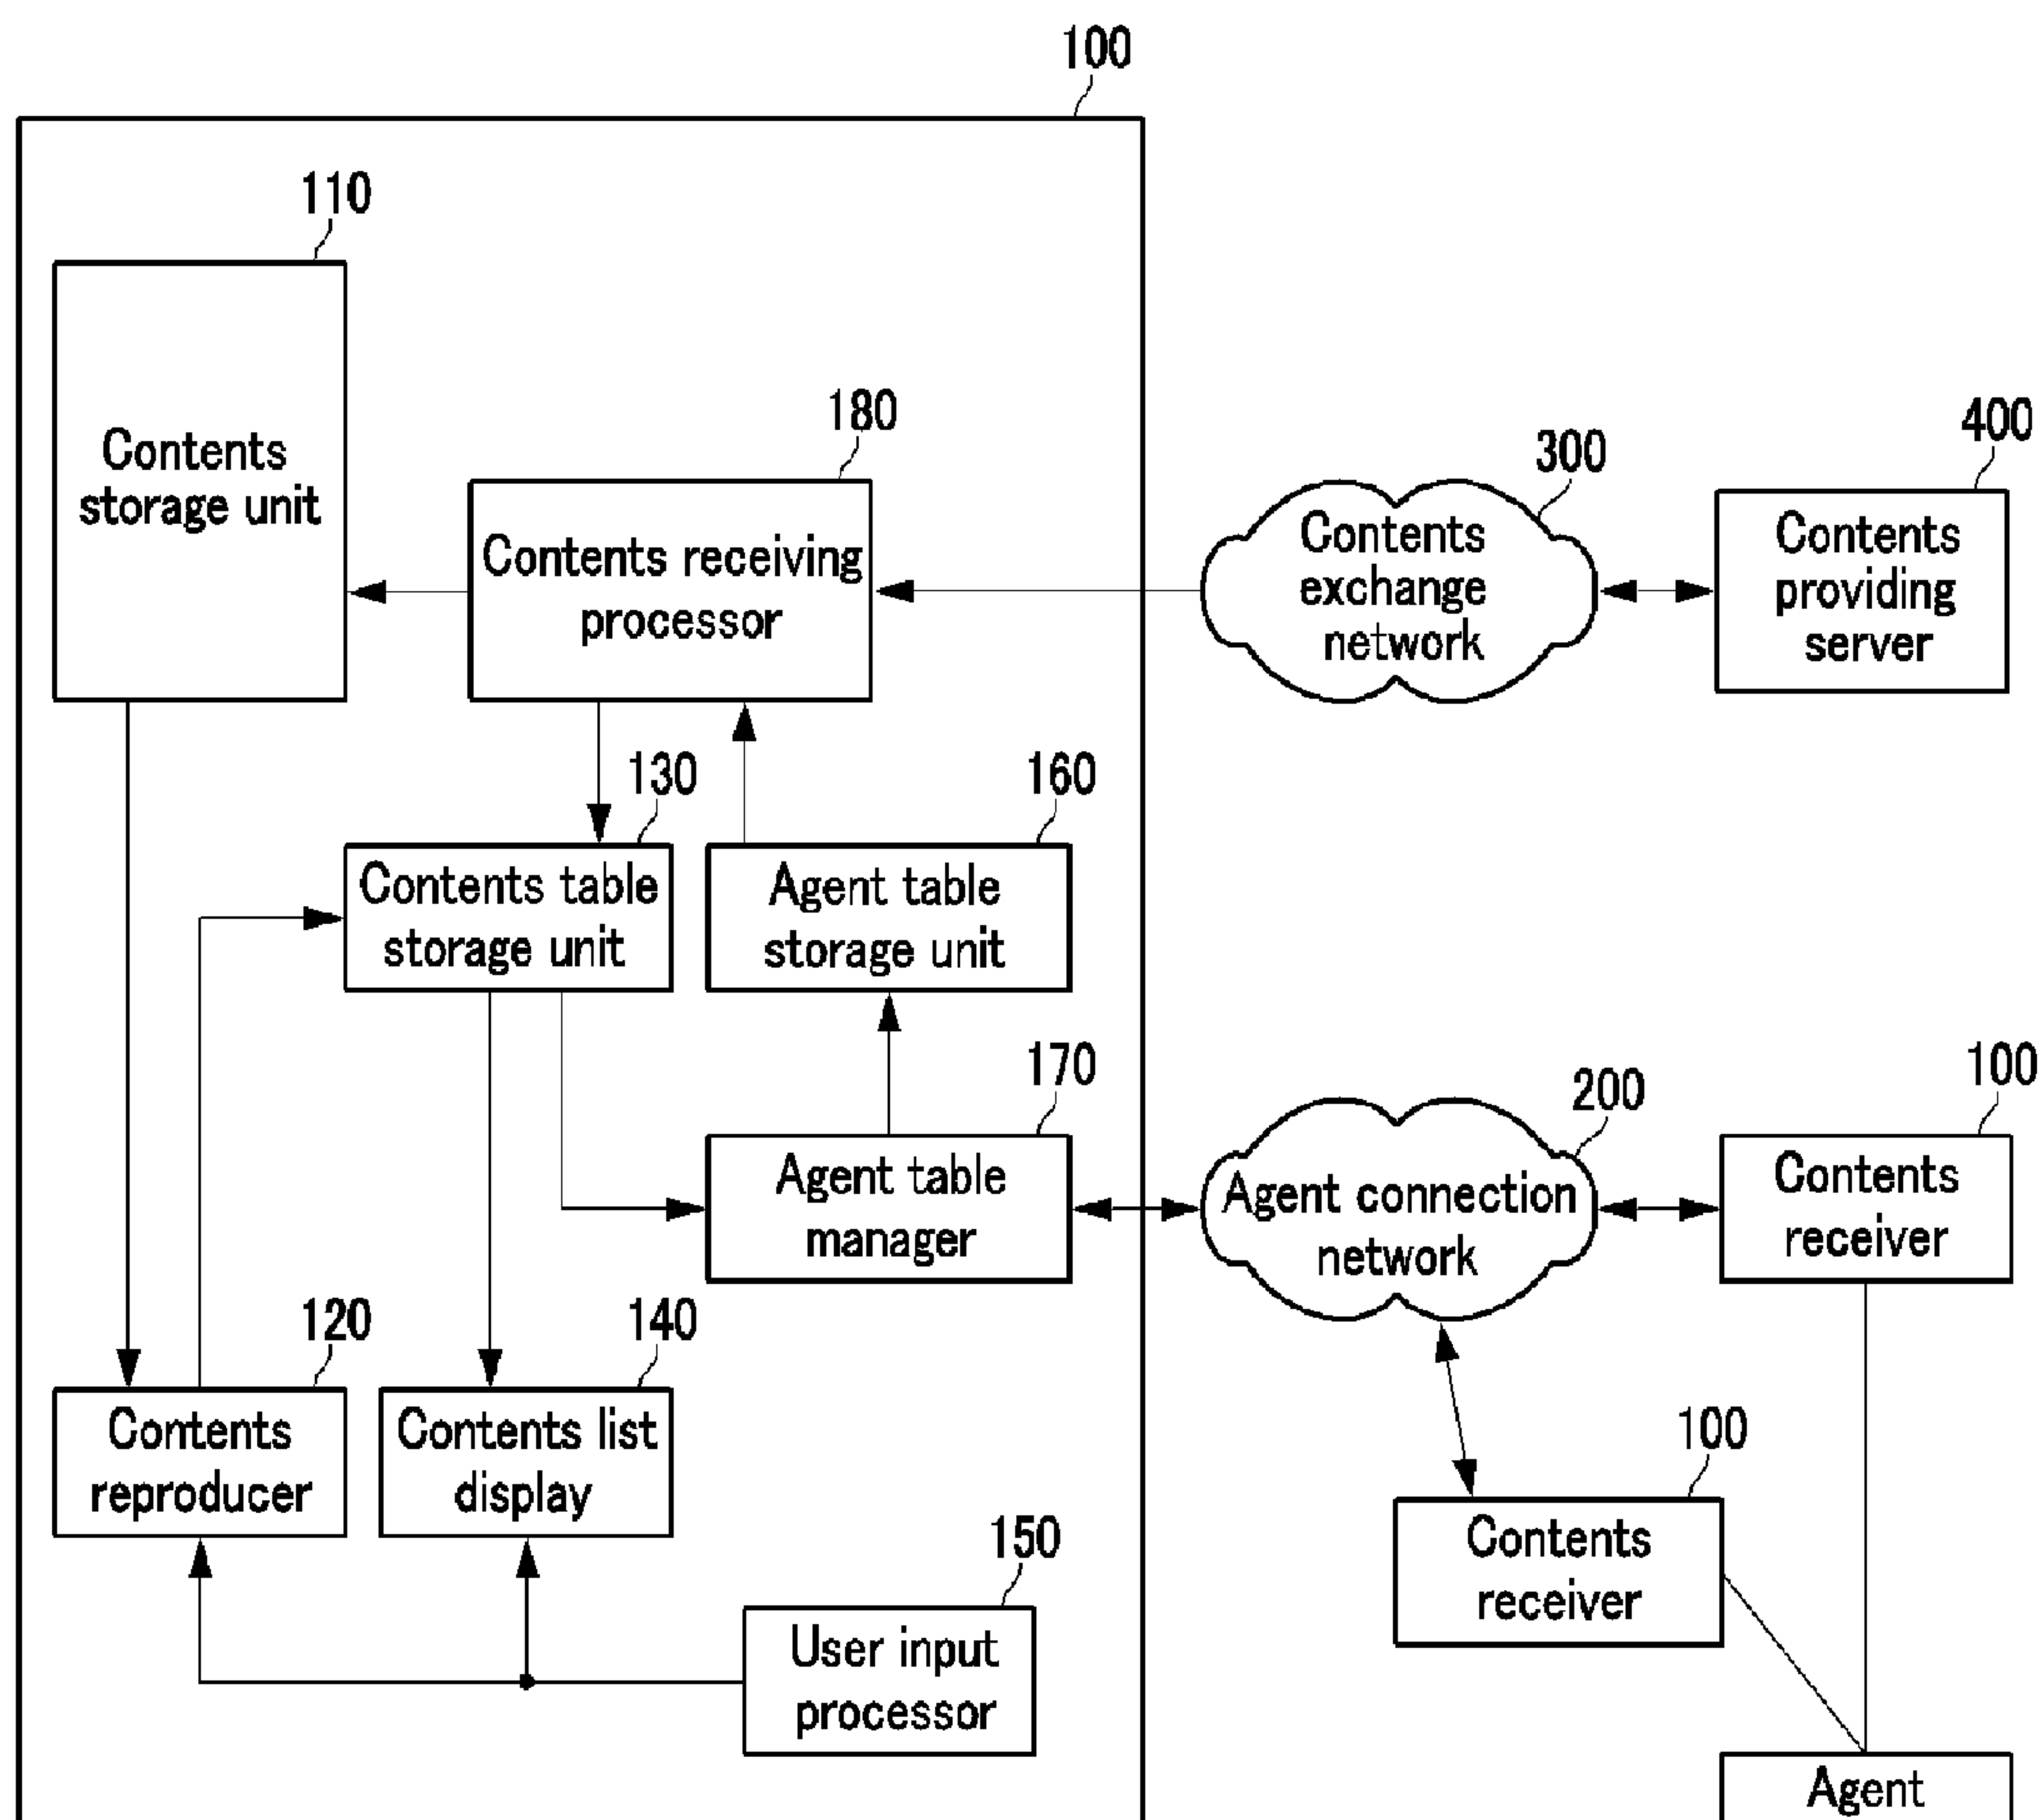 100
110
Contents
storage unit
180
Contents receiving
processor
300
Contents
exchange
network
400
Contents
providing
server
130
Contents table
storage unit
160
Agent table
storage unit
170
Agent table
manager
200
Agent connection
network
100
Contents
receiver
120
Contents
reproducer
140
Contents list
display
100
Contents
receiver
150
User input
processor
Agent